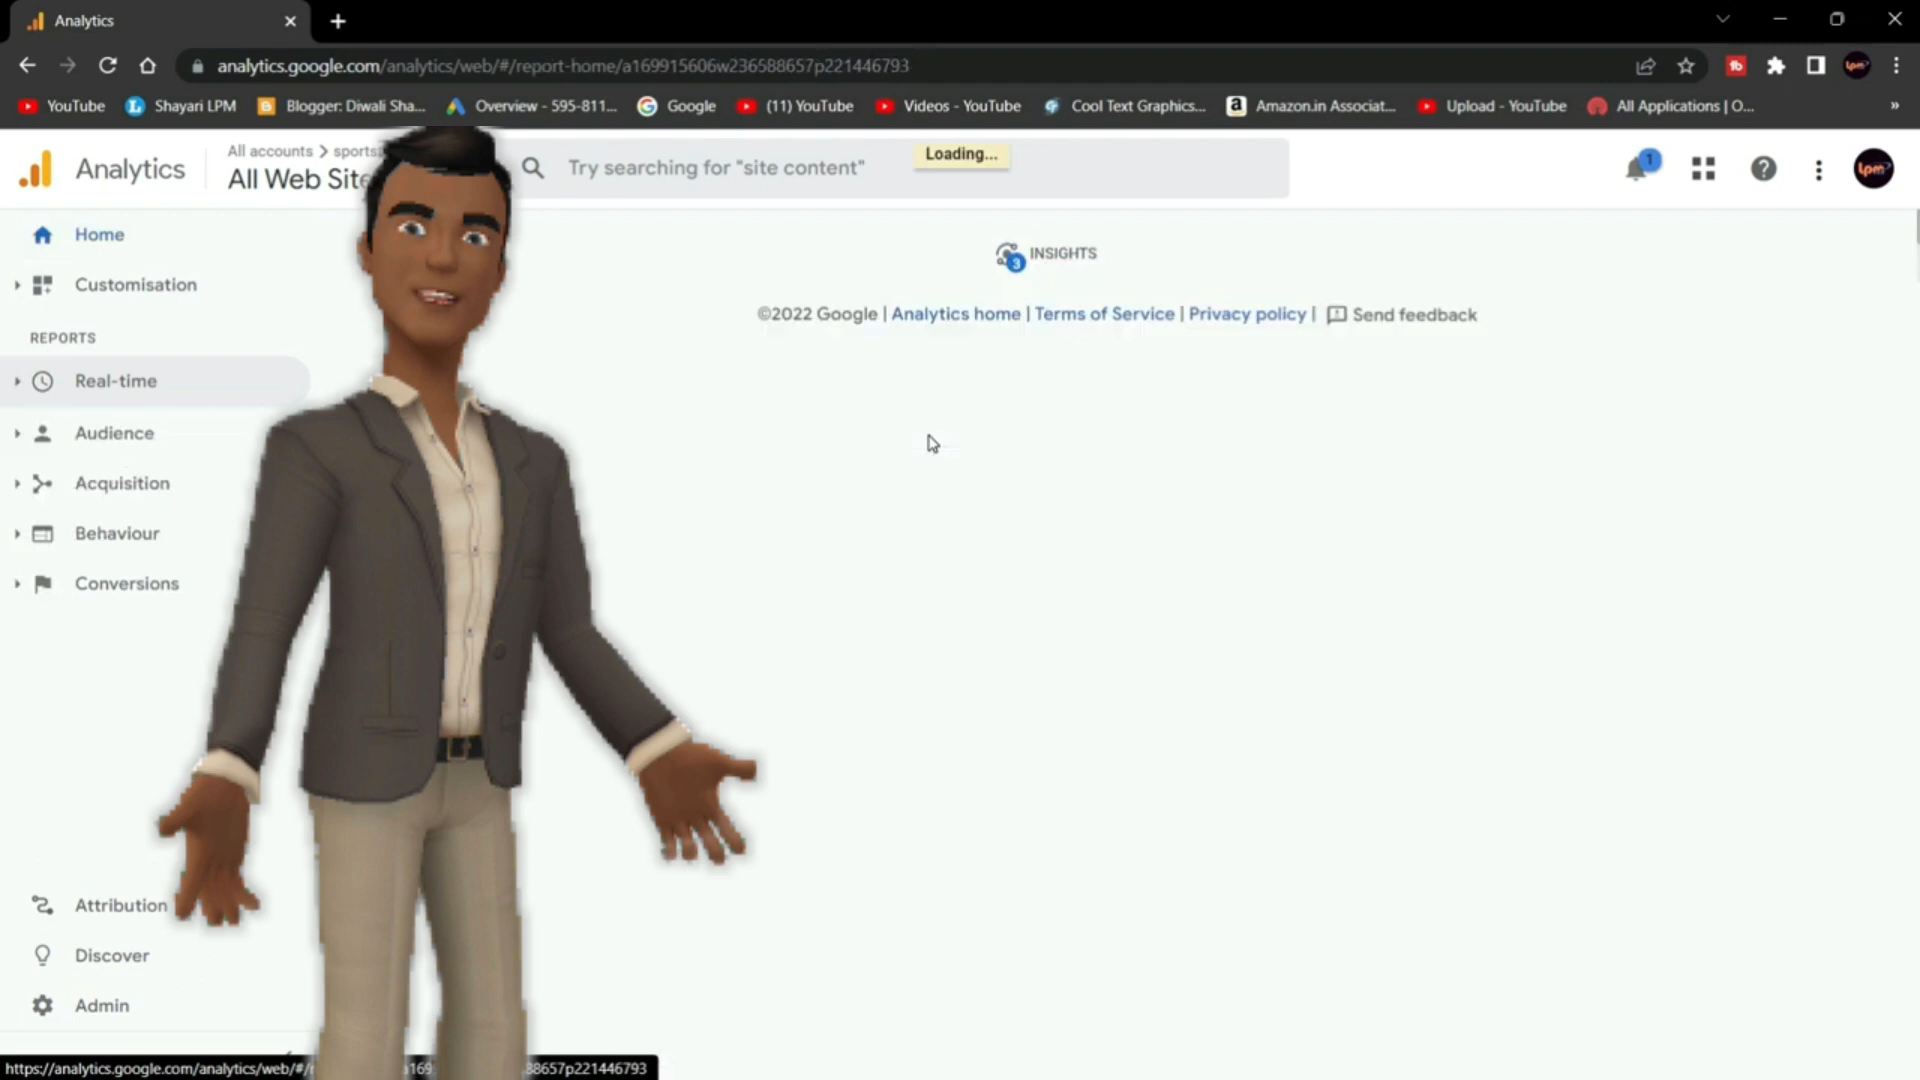 Analytics
analytics.google.com/analytics/web/#/report-home/a169915606w236588657p221446793
YouTube
Shayari LPM
Blogger: Diwali Sha...
Overview - 595-811...
Google
(11) YouTube
Videos - YouTube
Cool Text Graphics...
Amazon.in Associat...
Upload - YouTube
All Applications | O...
»
Analytics
All accounts > sports
All Web Site
Try searching for "site content"
Loading...
1
lpm
Home
Customisation
REPORTS
Real-time
Audience
Acquisition
Behaviour
Conversions
Attribution
Discover
Admin
3 INSIGHTS
©2022 Google | Analytics home | Terms of Service | Privacy policy | Send feedback
https://analytics.google.com/analytics/web/#/ 88657p221446793